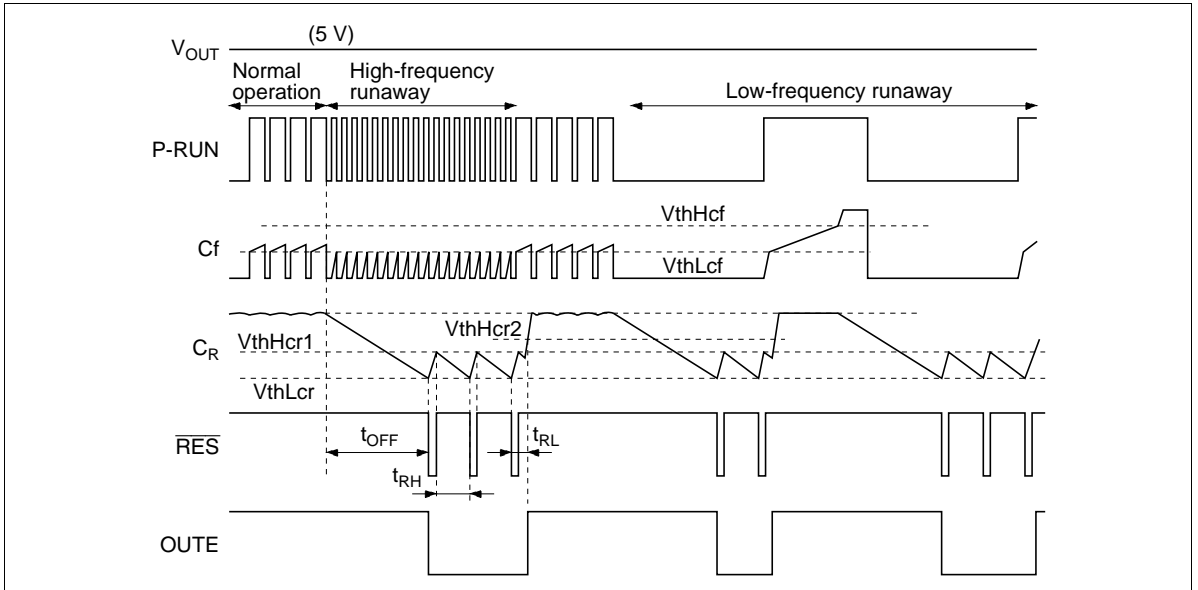 (5 V)
VOUT
Normal operation
High-frequency runaway
Low-frequency runaway
P-RUN
VthHcf
Cf
VthLcf
VthHcr2
VthHcr1
CR
VthLcr
tOFF
tRL
RES
tRH
OUTE